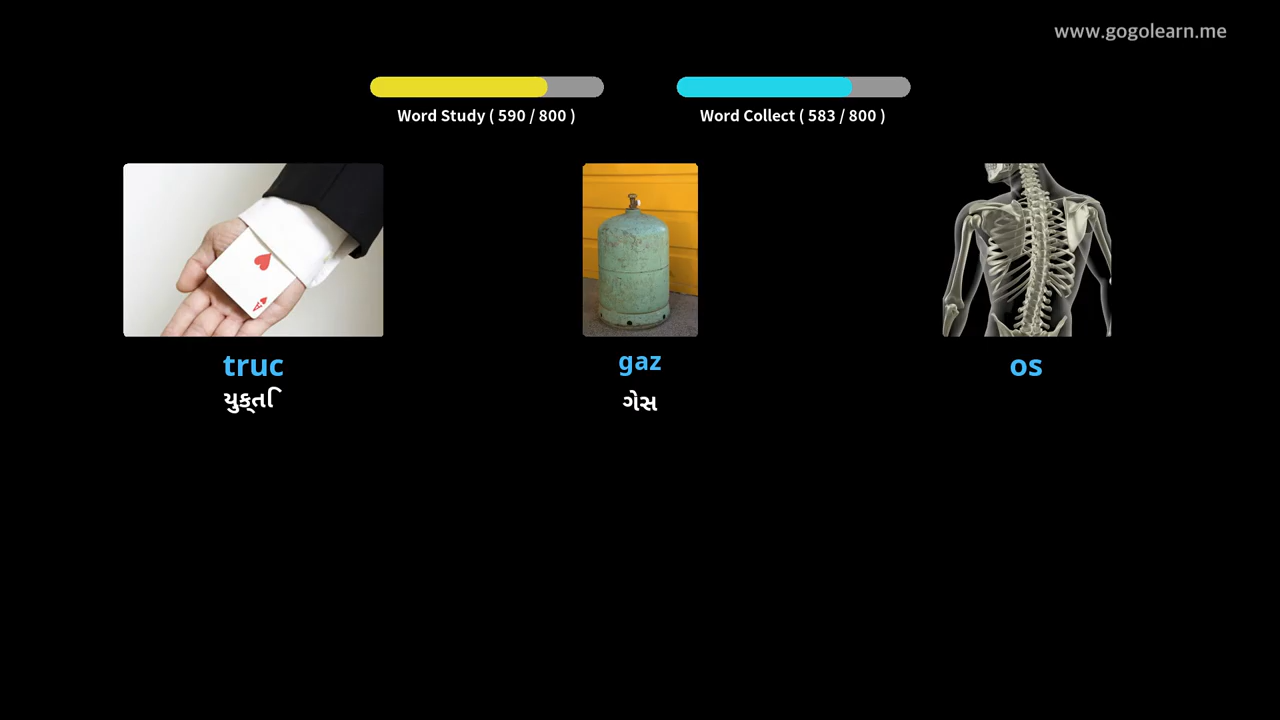 www.gogolearn.me
Word Study ( 590 / 800 )
Word Collect ( 583 / 800 )
truc
gaz
os
યુક્તિ
ગેસ